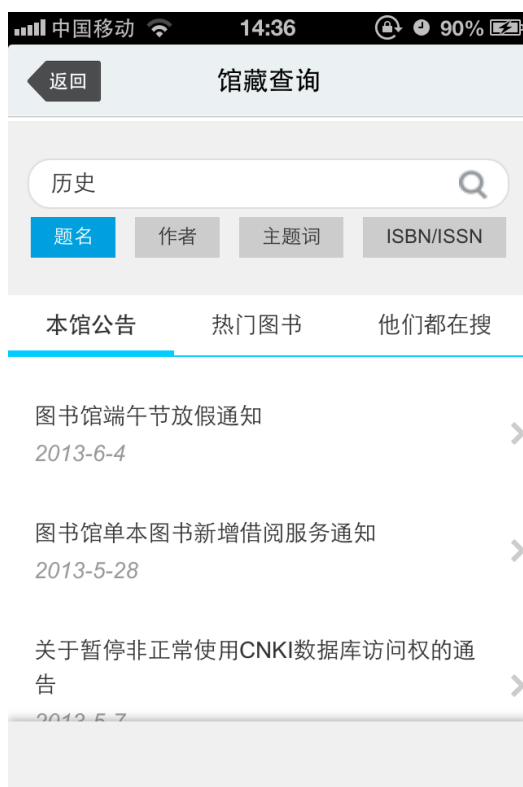 中国移动 14:36 90%
返回 馆藏查询
历史
题名 作者 主题词 ISBN/ISSN
本馆公告 热门图书 他们都在搜
图书馆端午节放假通知
2013-6-4
图书馆单本图书新增借阅服务通知
2013-5-28
关于暂停非正常使用CNKI数据库访问权的通
告
2013-5-7